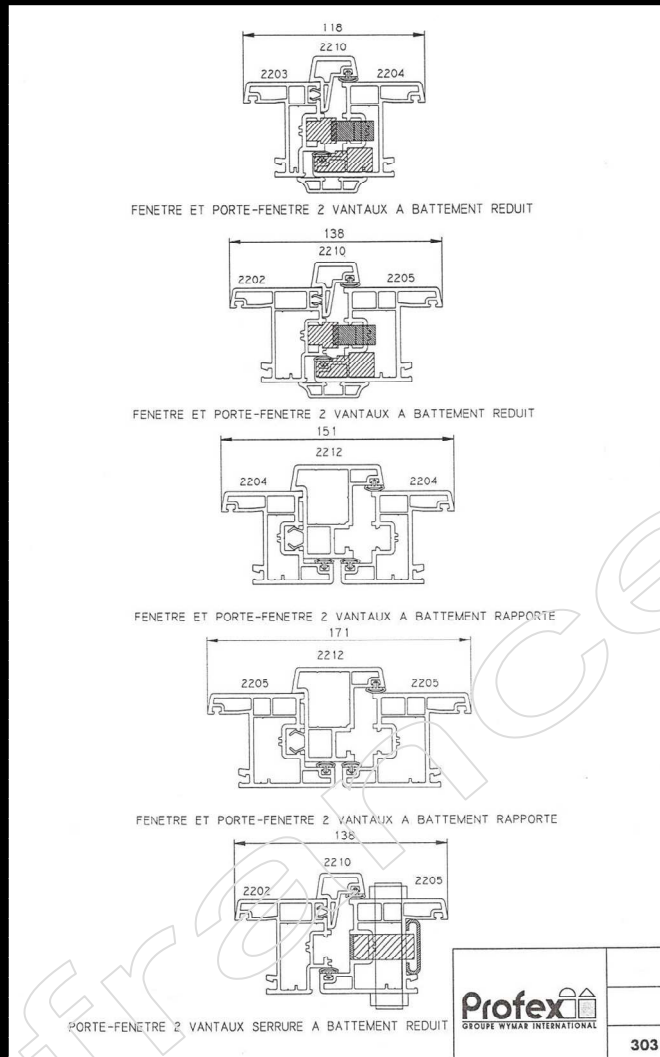 118
2210
2203 2204
FENETRE ET PORTE-FENETRE 2 VANTAUX A BATTEMENT REDUIT
138
2210
2202 2205
FENETRE ET PORTE-FENETRE 2 VANTAUX A BATTEMENT REDUIT
151
2212
2204 2204
FENETRE ET PORTE-FENETRE 2 VANTAUX A BATTEMENT RAPPORTE
171
2212
2205 2205
FENETRE ET PORTE-FENETRE 2 VANTAUX A BATTEMENT RAPPORTE
138
2210
2202 2205
PORTE-FENETRE 2 VANTAUX SERRURE A BATTEMENT REDUIT
Profex
GROUPE WYMAR INTERNATIONAL
303
france